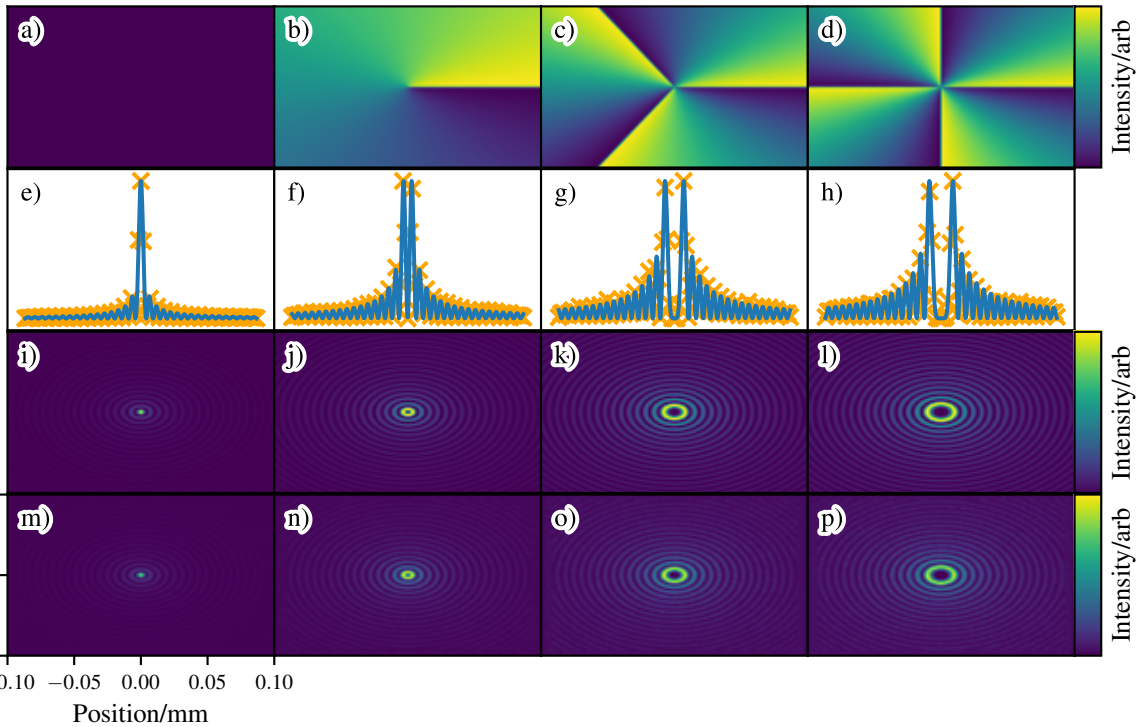 a) b) c) d) Intensity/arb
e) f) g) h)
i) j) k) l) Intensity/arb
m) n) o) p) Intensity/arb
0.10 −0.05 0.00 0.05 0.10
Position/mm